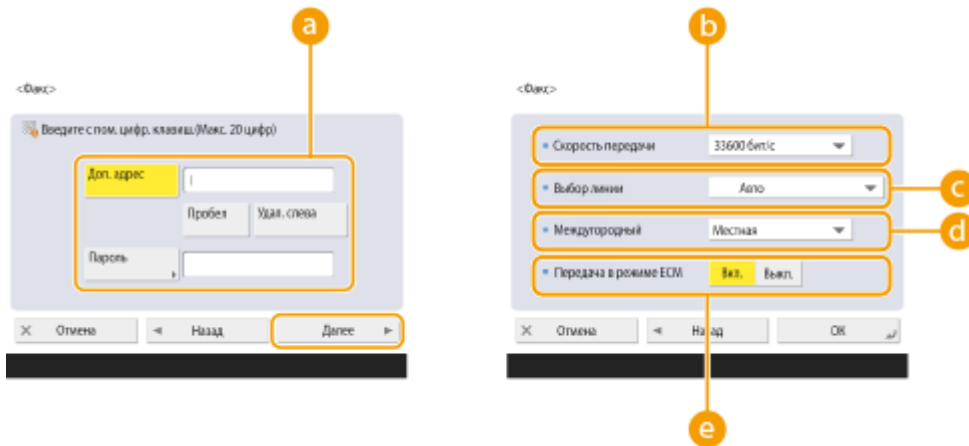 a
b
<Факс>
<Факс>
Введите с пом. цифр. клавиш.(Макс. 20 цифр)
Доп. адрес
Пробел
Удал. слева
Пароль
Отмена
Назад
Далее
Скорость передачи
33600 бит/с
Выбор линии
Авто
c
Междугородный
Местная
d
Передача в режиме ECM
Вкл.
Выкл.
Отмена
Назад
OK
e